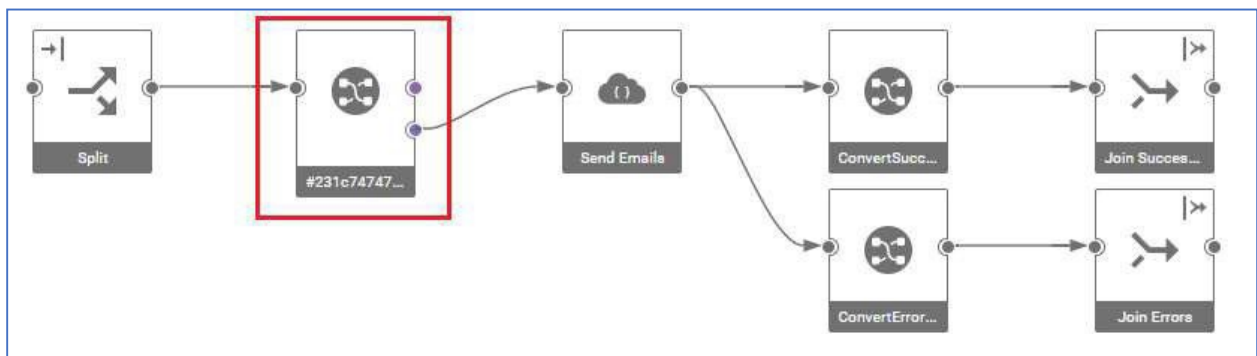 Split
#231c74747...
Send Emails
{ }
ConvertSucc...
Join Succes...
ConvertError...
Join Errors